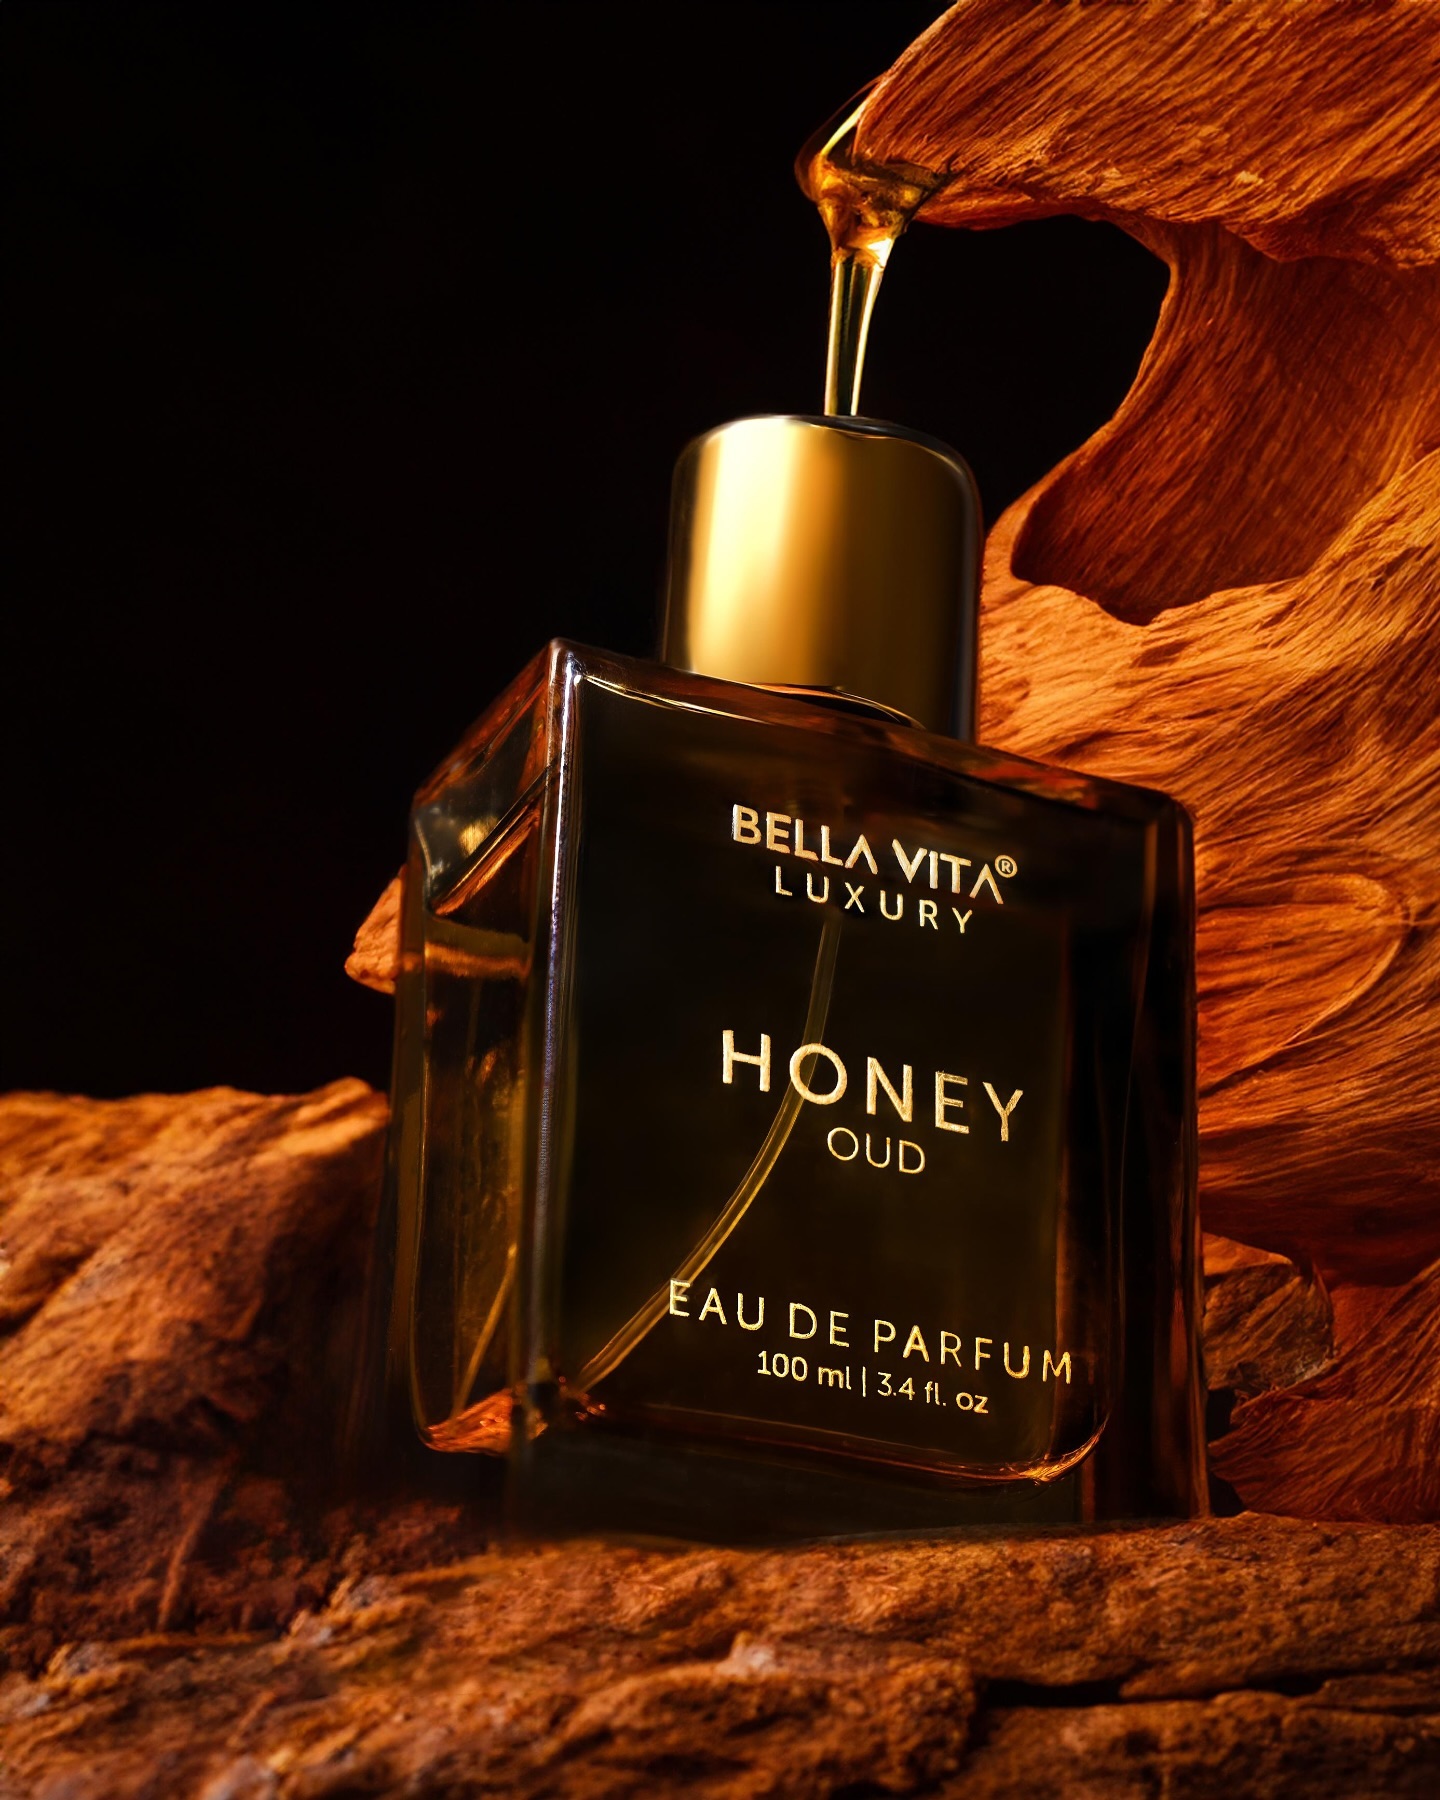 BELLA VITA®
LUXURY
HONEY
OUD
EAU DE PARFUM
100 ml | 3.4 fl. oz